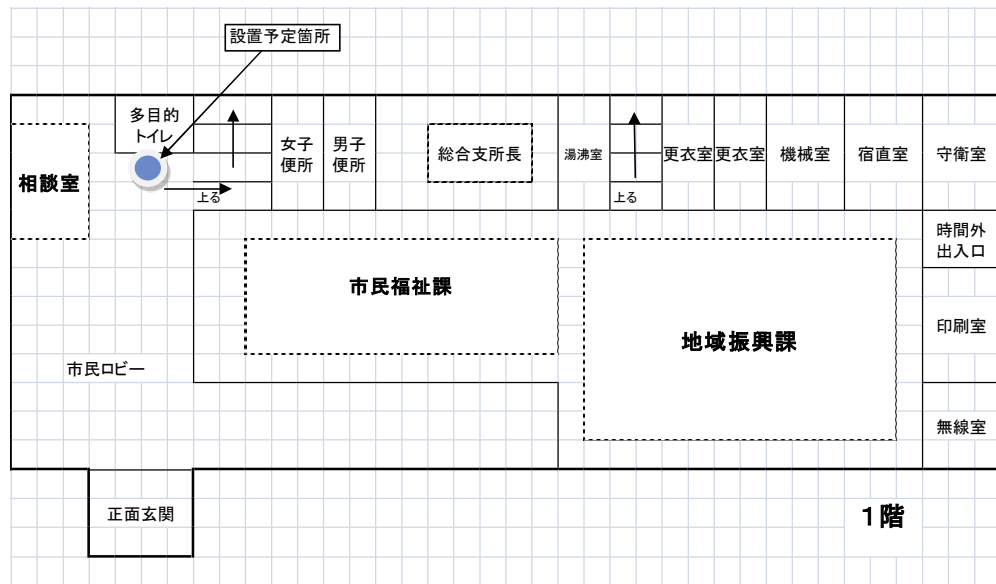 設置予定箇所
多目的
トイレ
相談室
上る
女子
便所
男子
便所
総合支所長
湯沸室
上る
更衣室
更衣室
機械室
宿直室
守衛室
時間外
出入口
市民福祉課
地域振興課
印刷室
市民ロビー
無線室
正面玄関
1階